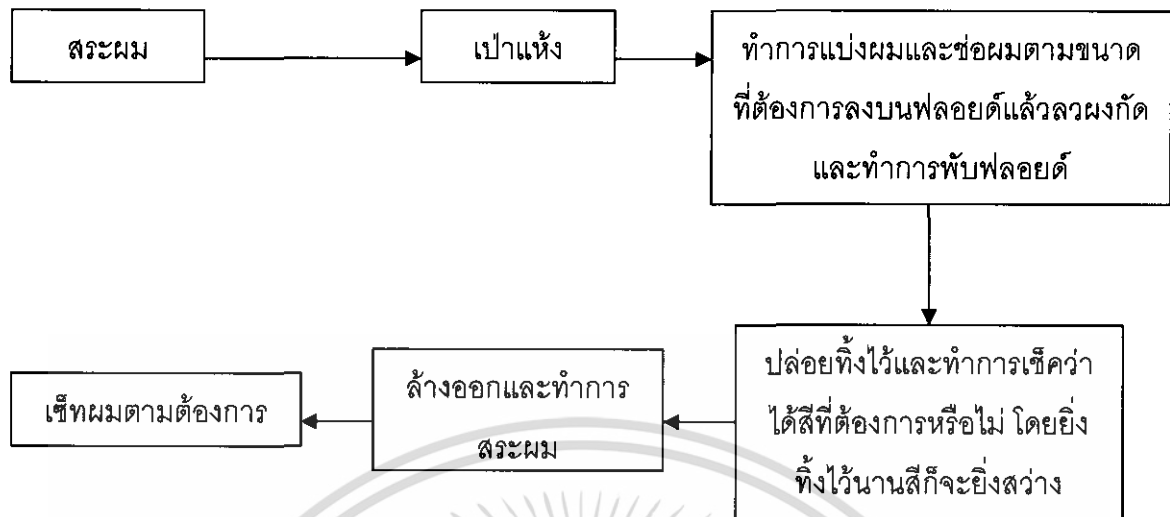 สระผม
เป่าแห้ง
ทำการแบ่งผมและช่อผมตามขนาด
ที่ต้องการลงบนฟลอยด์แล้วลวผงกัด
และทำการพับฟลอยด์
ปล่อยทิ้งไว้และทำการเช็คว่า
ได้สีที่ต้องการหรือไม่ โดยยิ่ง
ทิ้งไว้นานสีก็จะยิ่งสว่าง
ล้างออกและทำการ
สระผม
เซ็ทผมตามต้องการ